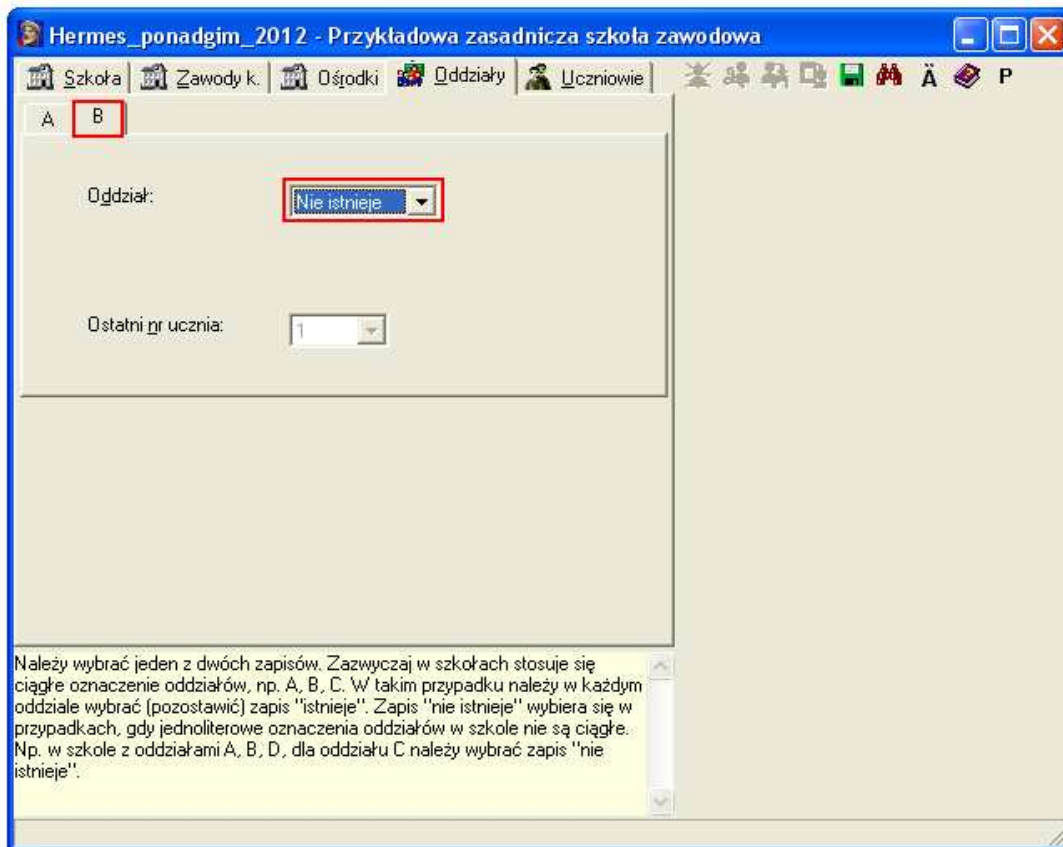 Hermes_ponadgim_2012 - Przykładowa zasadnicza szkoła zawodowa
Szkoła Zawody k. Ośrodki Oddziały Uczniowie Ä P
A B
Oddział: Nie istnieje
Ostatni nr ucznia: 1
Należy wybrać jeden z dwóch zapisów. Zazwyczaj w szkołach stosuje się
ciągłe oznaczenie oddziałów, np. A, B, C. W takim przypadku należy w każdym
oddziale wybrać (pozostawić) zapis "istnieje". Zapis "nie istnieje" wybiera się w
przypadkach, gdy jednoliterowe oznaczenia oddziałów w szkole nie są ciągłe.
Np. w szkole z oddziałami A, B, D, dla oddziału C należy wybrać zapis "nie
istnieje".